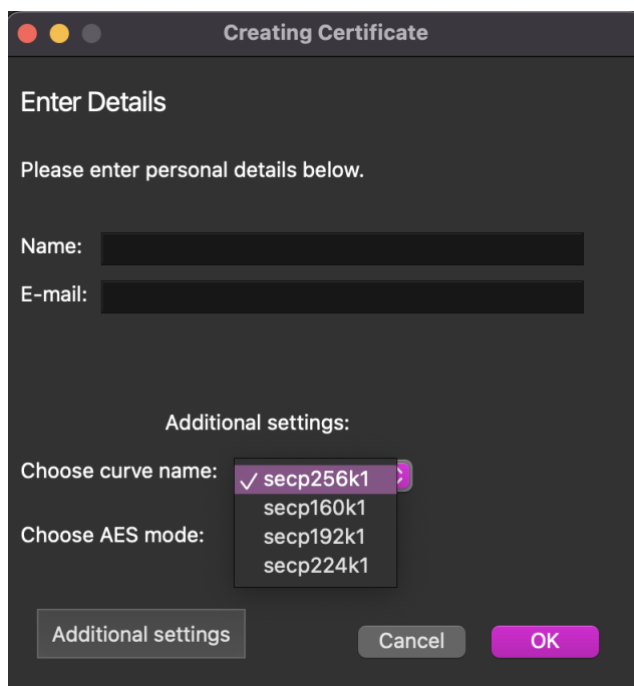 Creating Certificate
Enter Details
Please enter personal details below.
Name:
E-mail:
Additional settings:
Choose curve name:
✓ secp256k1
secp160k1
secp192k1
secp224k1
Choose AES mode:
Additional settings
Cancel
OK